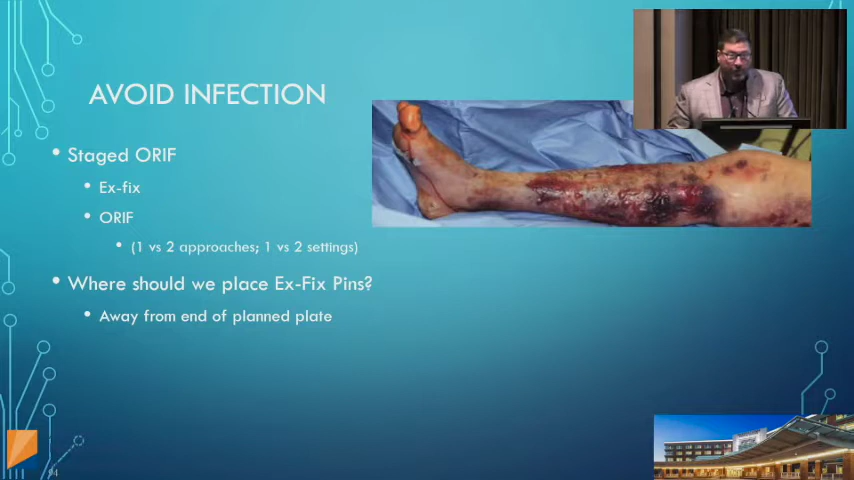 AVOID INFECTION
• Staged ORIF
• Ex-fix
• ORIF
• (1 vs 2 approaches; 1 vs 2 settings)
• Where should we place Ex-Fix Pins?
• Away from end of planned plate
94